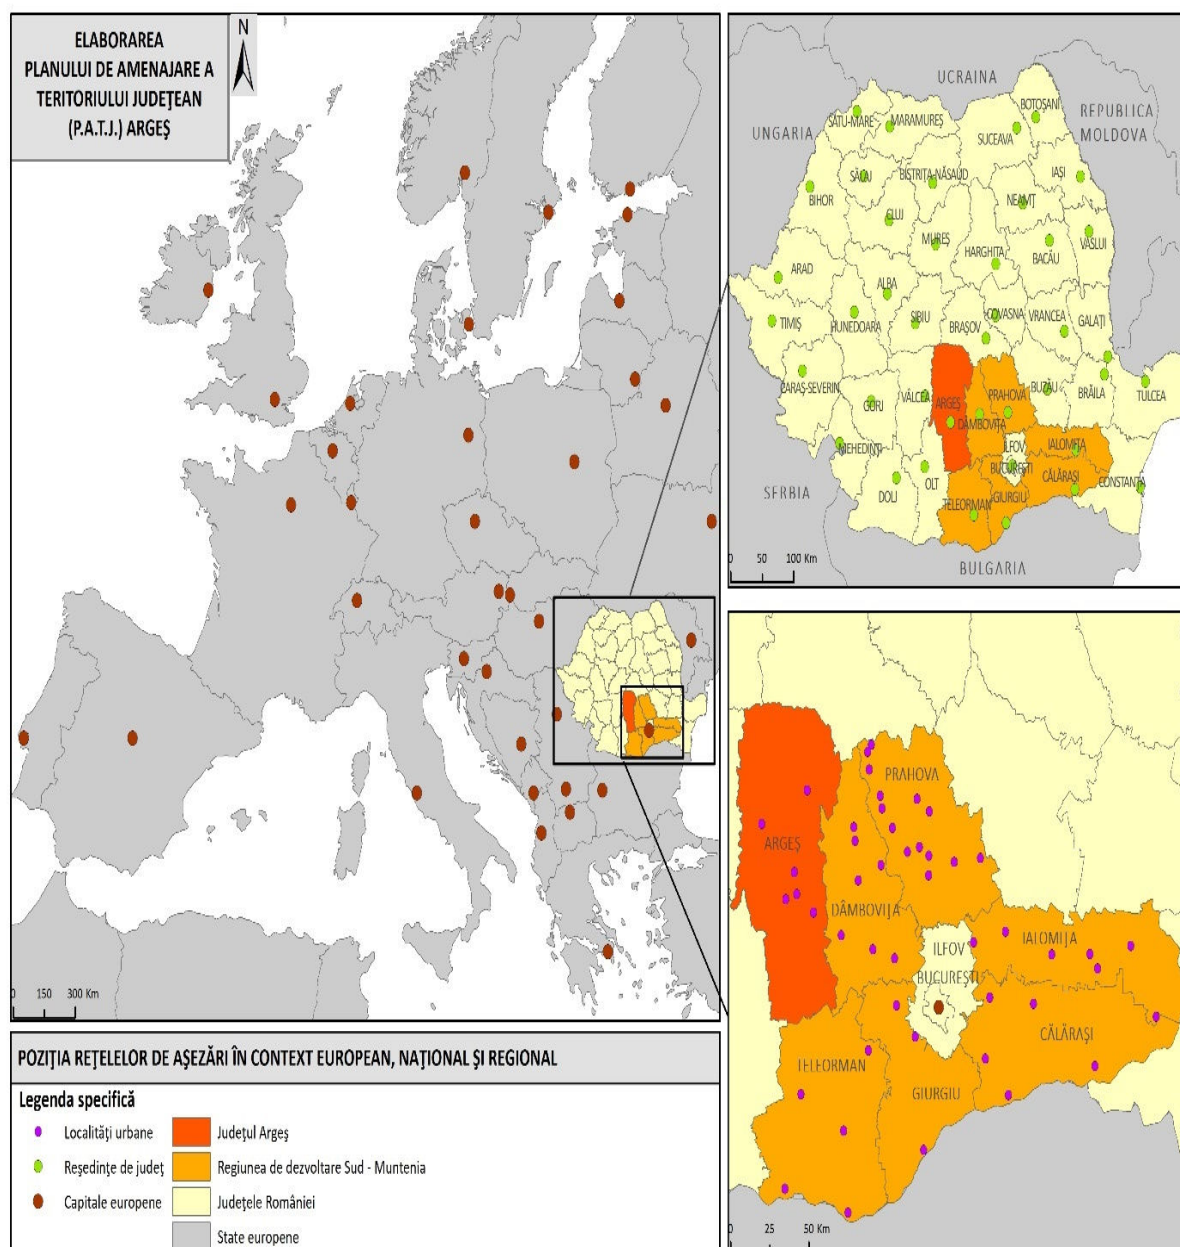 ELABORAREA
PLANULUI DE AMENAJARE A
TERITORIULUI JUDEȚEAN
(P.A.T.J.) ARGEȘ
N
0 150 300 Km
UCRAINA
REPUBLICA
MOLDOVA
UNGARIA
SERBIA
BULGARIA
BOTOȘANI
SATU-MARE
MARAMUREȘ
SUCEAVA
SĂLAJ
BISTRIȚA-NĂSAUD
IAȘI
BIHOR
NEAMȚ
CLUJ
MUREȘ
HARGHITA
BACĂU
VASLUI
ARAD
ALBA
TIMIȘ
HUNEDOARA
SIBIU
BRAȘOV
COVASNA
VRANCEA
GALAȚI
CARAȘ-SEVERIN
GORJ
VÂLCEA
ARGEȘ
PRAHOVA
BUZĂU
BRĂILA
TULCEA
DÂMBOVIȚA
MEHEDINȚI
ILFOV
IALOMIȚA
BUCUREȘTI
CĂLĂRAȘI
CONSTANȚA
DOLJ
OLT
TELEORMAN
GIURGIU
0 50 100 Km
PRAHOVA
ARGEȘ
DÂMBOVIȚA
ILFOV
IALOMIȚA
BUCUREȘTI
CĂLĂRAȘI
TELEORMAN
GIURGIU
0 25 50 Km
POZIȚIA REȚELELOR DE AȘEZĂRI ÎN CONTEXT EUROPEAN, NAȚIONAL ȘI REGIONAL
Legenda specifică
Localități urbane
Județul Argeș
Reședințe de județ
Regiunea de dezvoltare Sud - Muntenia
Capitale europene
Județele României
State europene